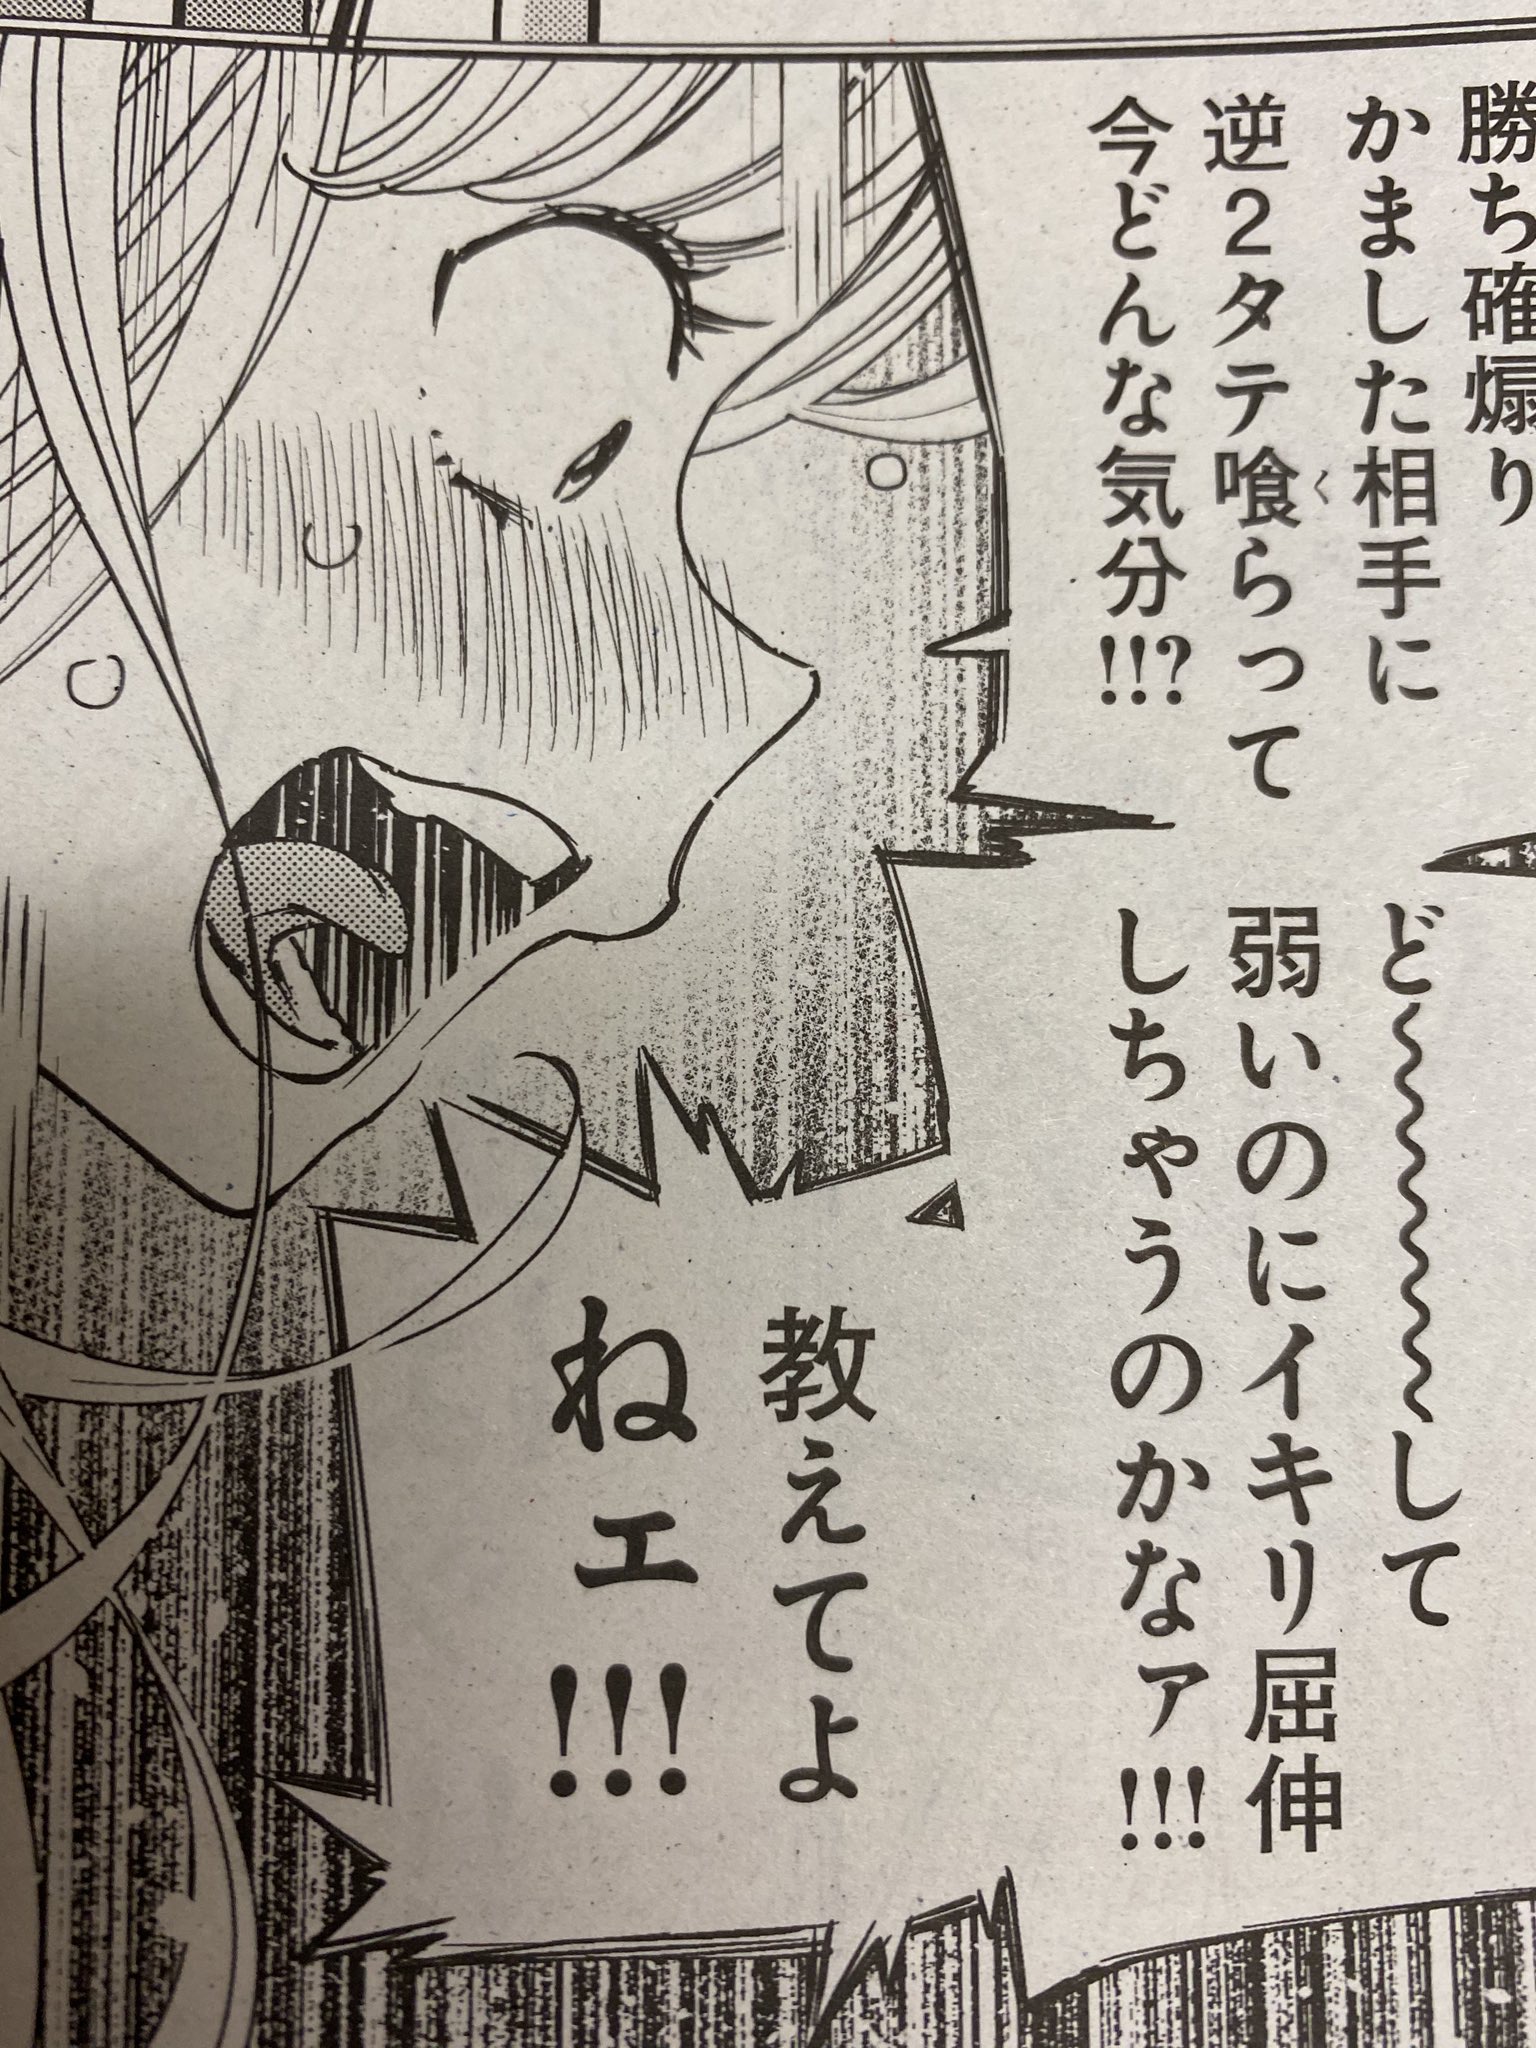 勝ち確煽り
かました相手に
逆2タテ喰らって
く
今どんな気分!!?
ど～～～～して
弱いのにイキリ屈伸
しちゃうのかなァ!!!
教えてよ
ねェ!!!